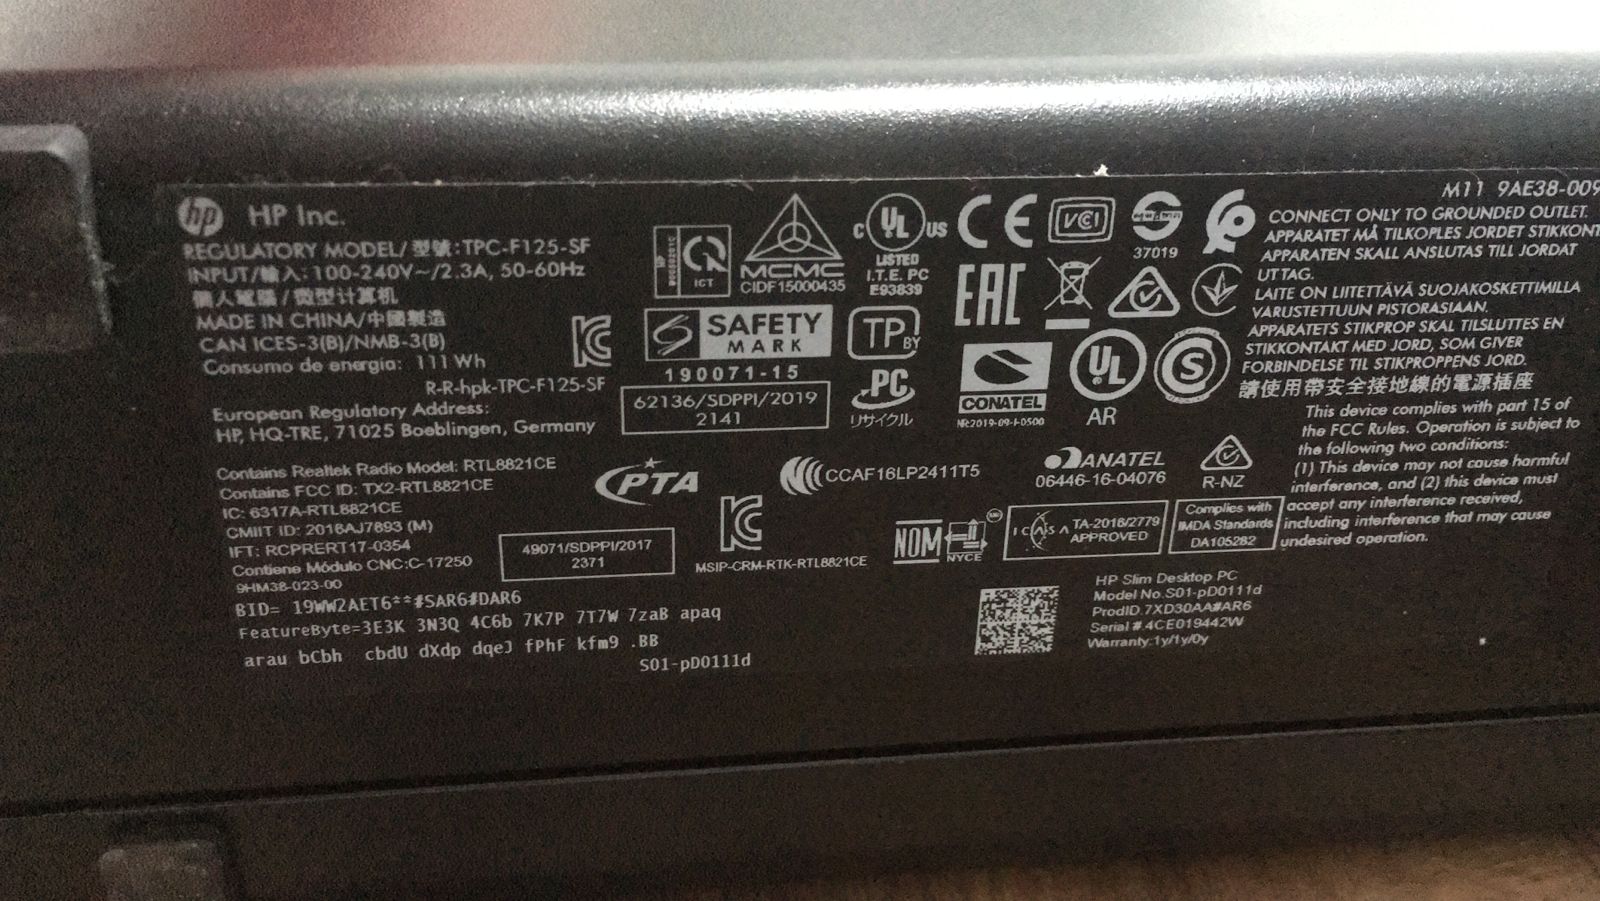 hp HP Inc.
REGULATORY MODEL/ 型號:TPC-F125-SF
INPUT/輸入:100-240V~/2.3A, 50-60Hz
個人電腦 / 微型计算机
MADE IN CHINA/中國製造
CAN ICES-3(B)/NMB-3(B)
Consumo de energia: 111 Wh
R-R-hpk-TPC-F125-SF
European Regulatory Address:
HP, HQ-TRE, 71025 Boeblingen, Germany
Contains Realtek Radio Model: RTL8821CE
Contains FCC ID: TX2-RTL8821CE
IC: 6317A-RTL8821CE
CMIIT ID: 2016AJ7893 (M)
IFT: RCPRERT17-0354
Contiene Módulo CNC:C-17250
9HM38-023-00
BID= 19WW2AET6**#SAR6#DAR6
FeatureByte=3E3K 3N3Q 4C6b 7K7P 7T7W 7zaB apaq
arau bCbh cbdU dXdp dqeJ fPhF kfm9 .BB
S01-pD0111d
ICT
MCMC
CIDF15000435
C UL US
LISTED
I.T.E. PC
E93839
CE
VCI
37019
SAFETY
MARK
190071-15
62136/SDPPI/2019
2141
TP BY
PC
リサイクル
EAC
CONATEL
NR:2019-09-I-0500
UL
AR
S
PTA
CCAF16LP2411T5
ANATEL
06446-16-04076
R-NZ
49071/SDPPI/2017
2371
MSIP-CRM-RTK-RTL8821CE
NOM
NYCE
ICASA TA-2016/2779
APPROVED
Complies with
IMDA Standards
DA105282
HP Slim Desktop PC
Model No.S01-pD0111d
ProdID.7XD30AA#AR6
Serial #.4CE019442W
Warranty:1y/1y/0y
M11 9AE38-009
CONNECT ONLY TO GROUNDED OUTLET.
APPARATET MÅ TILKOPLES JORDET STIKKONT
APPARATEN SKALL ANSLUTAS TILL JORDAT
UTTAG.
LAITE ON LIITETTÄVÄ SUOJAKOSKETTIMILLA
VARUSTETTUUN PISTORASIAAN.
APPARATETS STIKPROP SKAL TILSLUTTES EN
STIKKONTAKT MED JORD, SOM GIVER
FORBINDELSE TIL STIKPROPPENS JORD.
請使用帶安全接地線的電源插座
This device complies with part 15 of
the FCC Rules. Operation is subject to
the following two conditions:
(1) This device may not cause harmful
interference, and (2) this device must
accept any interference received,
including interference that may cause
undesired operation.